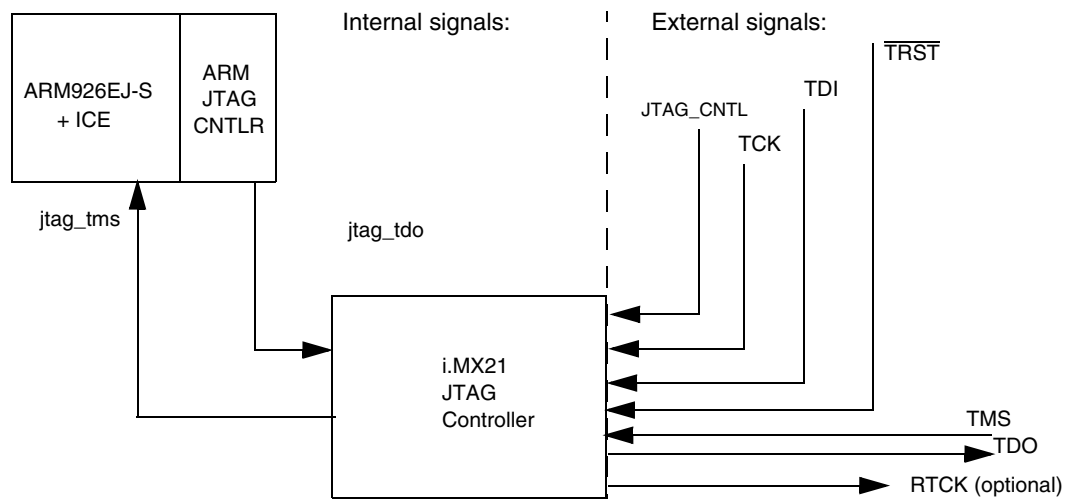 Internal signals:
External signals:
ARM926EJ-S
+ ICE
ARM
JTAG
CNTLR
TRST
TDI
JTAG_CNTL
TCK
jtag_tms
jtag_tdo
i.MX21
JTAG
Controller
TMS
TDO
RTCK (optional)